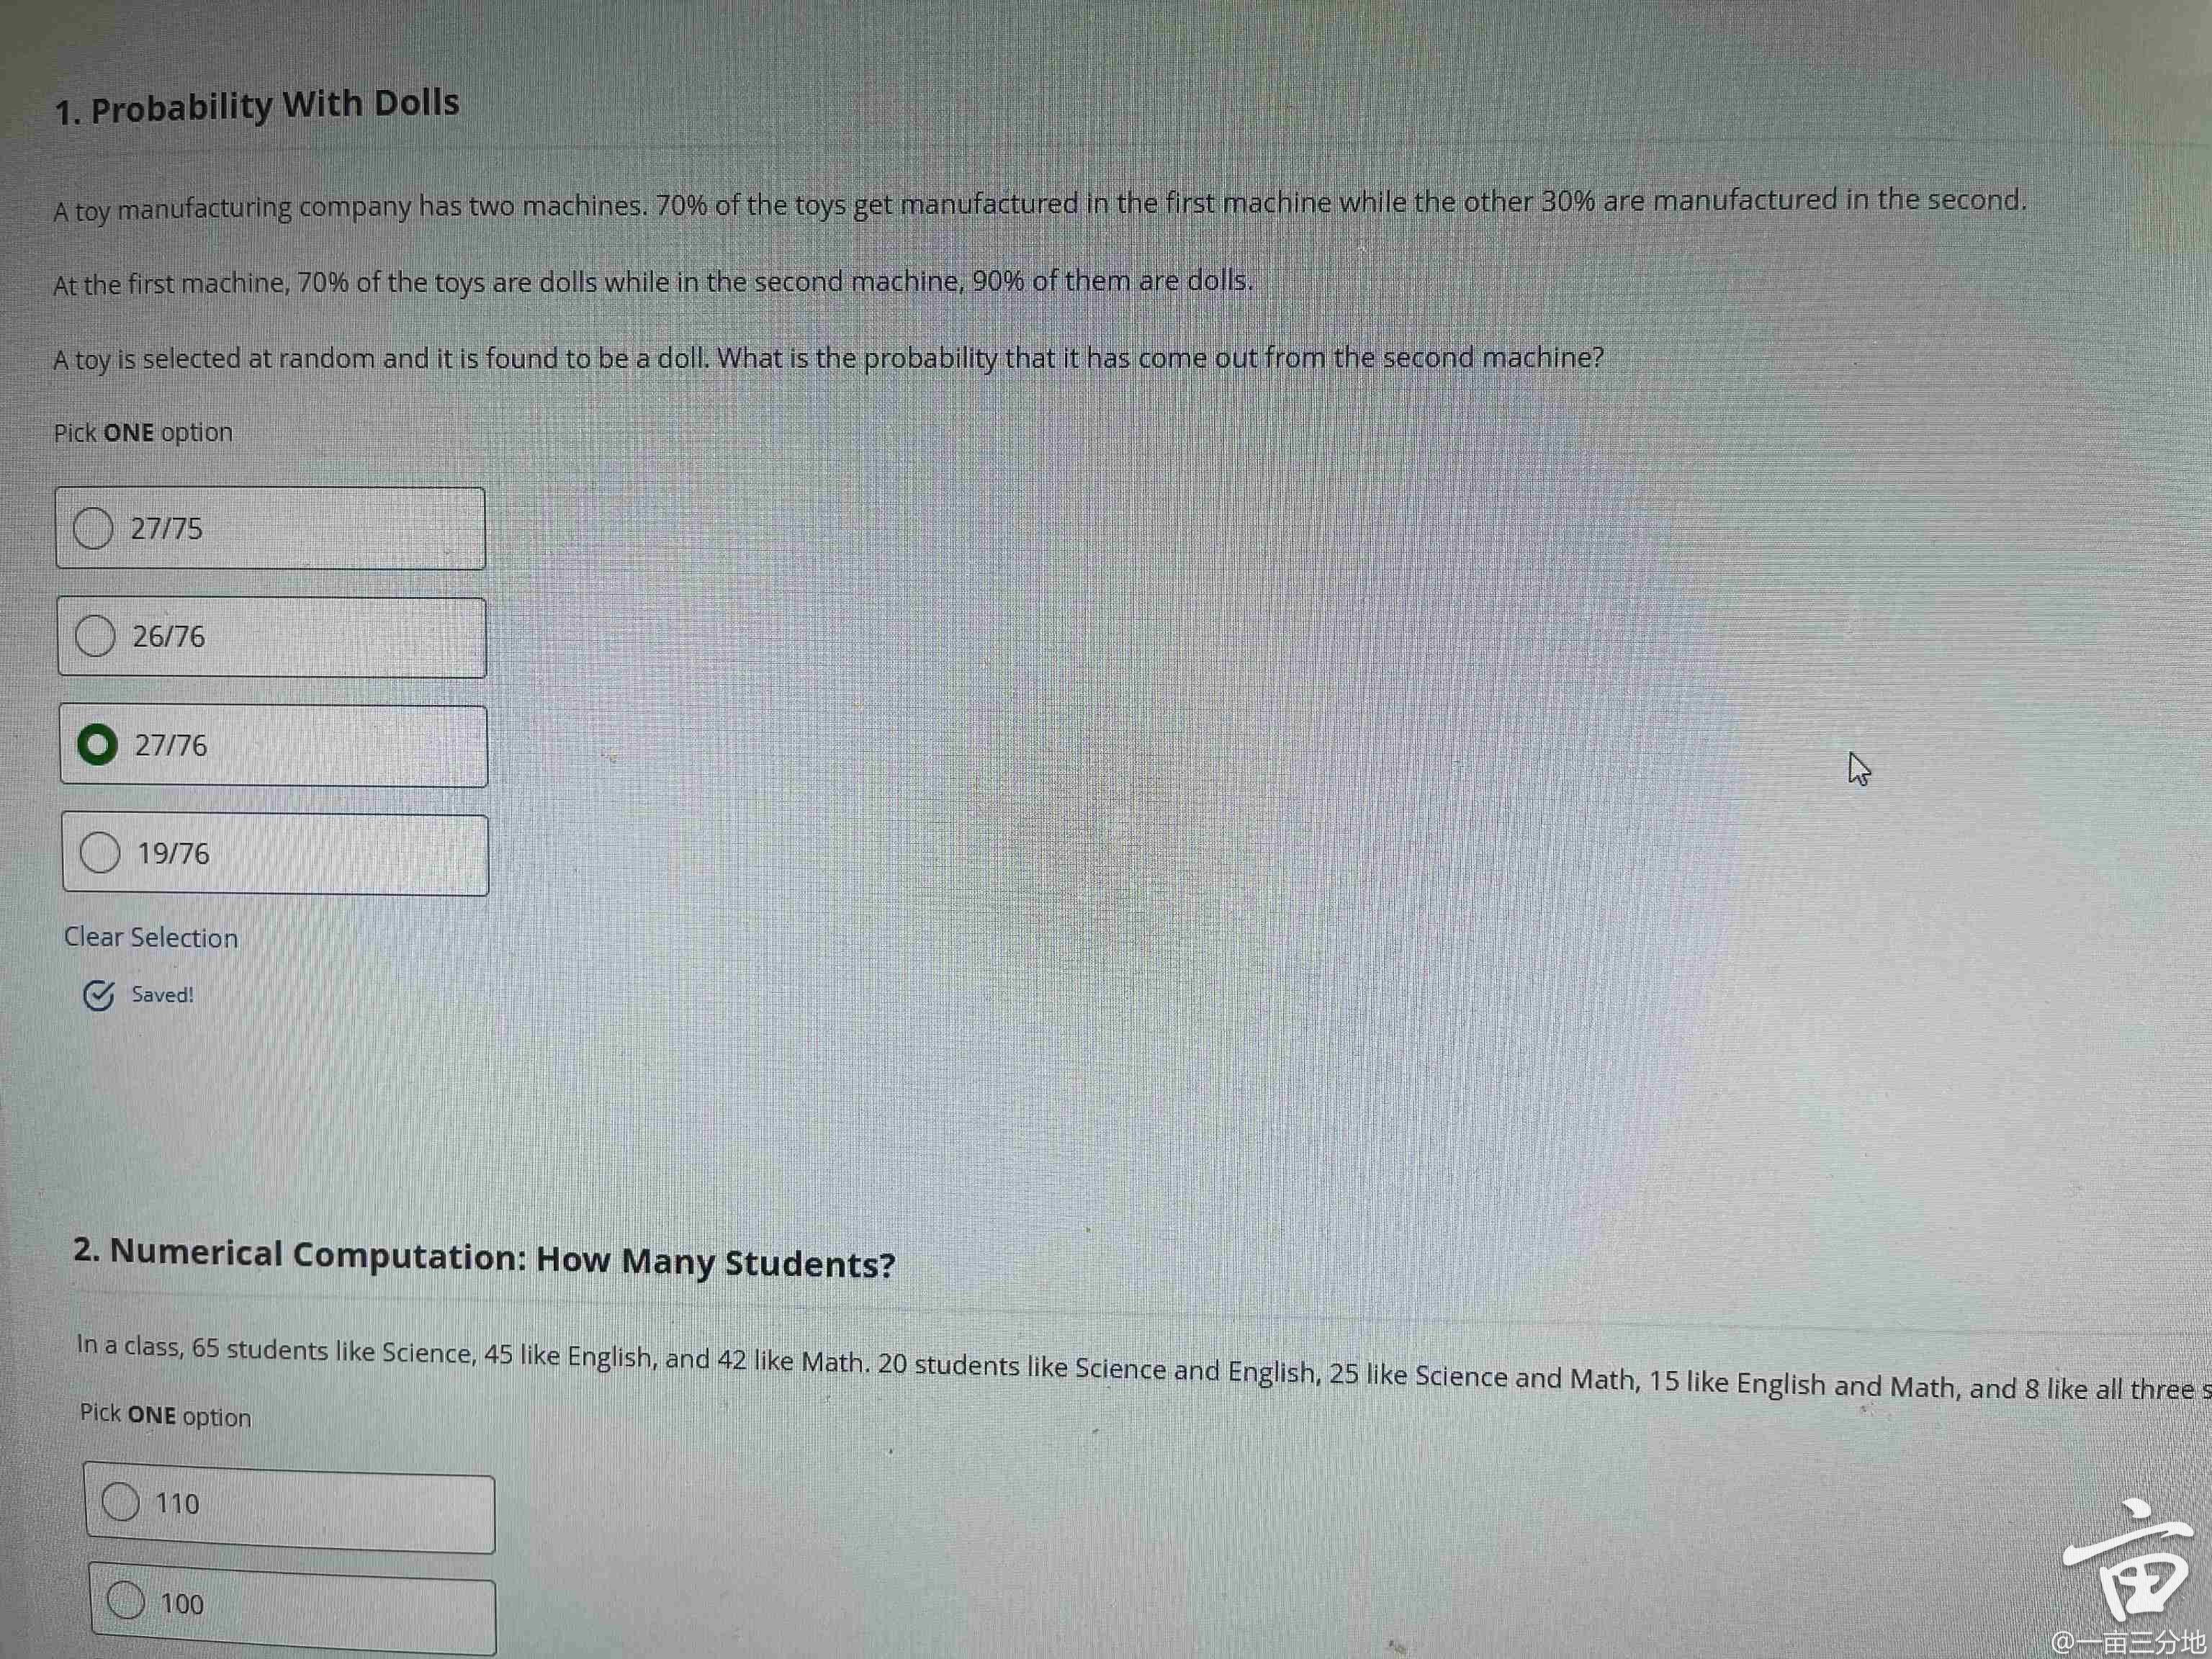 1. Probability With Dolls
A toy manufacturing company has two machines. 70% of the toys get manufactured in the first machine while the other 30% are manufactured in the second.
At the first machine, 70% of the toys are dolls while in the second machine, 90% of them are dolls.
A toy is selected at random and it is found to be a doll. What is the probability that it has come out from the second machine?
Pick ONE option
27/75
26/76
27/76
19/76
Clear Selection
Saved!
2. Numerical Computation: How Many Students?
In a class, 65 students like Science, 45 like English, and 42 like Math. 20 students like Science and English, 25 like Science and Math, 15 like English and Math, and 8 like all three
Pick ONE option
110
100
亩
@一亩三分地